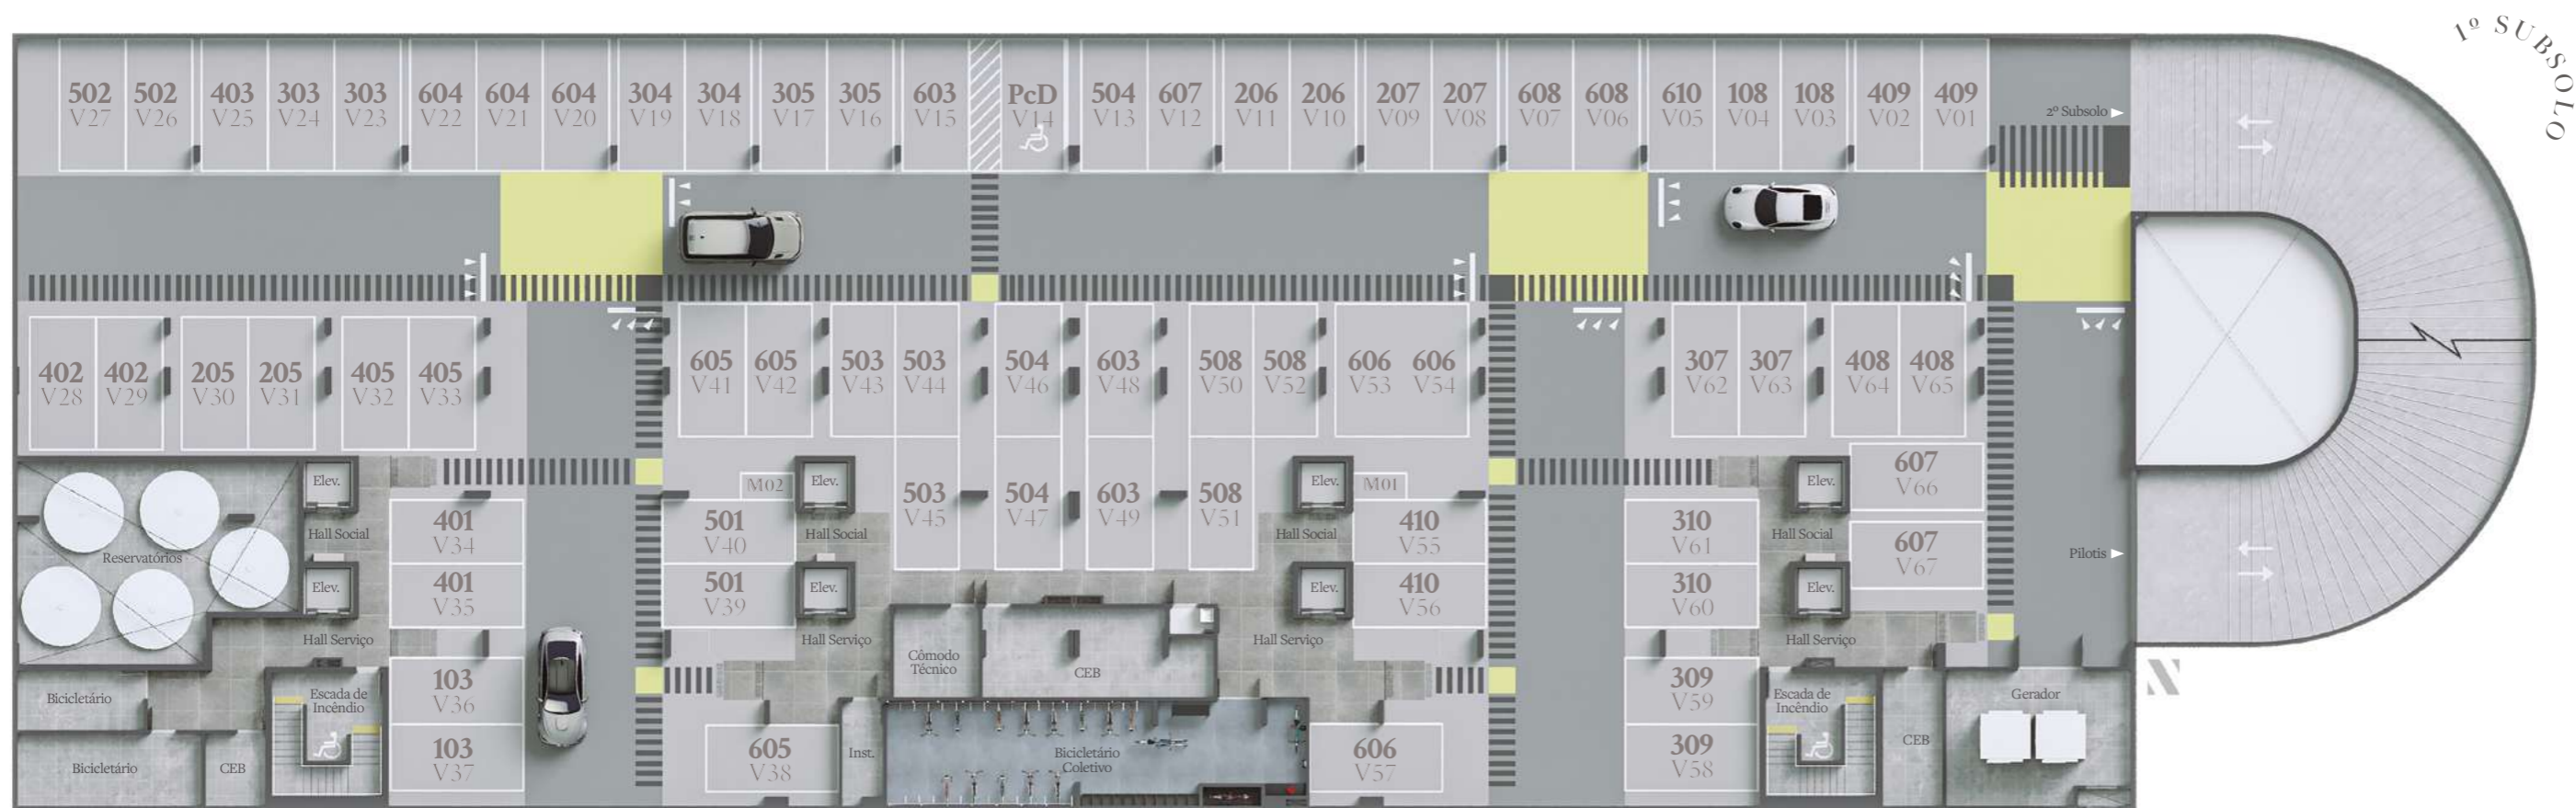 1º SUBSOLO
502 502 403 303 303 604 604 604 304 304 305 305 603 PcD 504 607 206 206 207 207 608 608 610 108 108 409 409
V27 V26 V25 V24 V23 V22 V21 V20 V19 V18 V17 V16 V15 V14 V13 V12 V11 V10 V09 V08 V07 V06 V05 V04 V03 V02 V01
2º Subsolo
402 402 205 205 405 405 605 605 503 503 504 603 508 508 606 606 307 307 408 408
V28 V29 V30 V31 V32 V33 V41 V42 V43 V44 V46 V48 V50 V52 V53 V54 V62 V63 V64 V65
607
V66
Elev. M02 Elev. Elev. M01 Elev.
503 504 603 508
V45 V47 V49 V51
401 501 410 310
V34 V40 V55 V61
Hall Social Hall Social Hall Social Hall Social
607
V67
Reservatórios
Pilotis
401 501 410 310
V35 V39 V56 V60
Elev. Elev. Elev. Elev.
Hall Serviço Hall Serviço Hall Serviço Hall Serviço
Cômodo
Técnico
CEB
103 309
V36 V59
Bicicletário
Escada de
Incêndio
Escada de
Incêndio
Gerador
N
103 605 606 309
V37 V38 V57 V58
Bicicletário CEB Inst.
Bicicletário
Coletivo
CEB